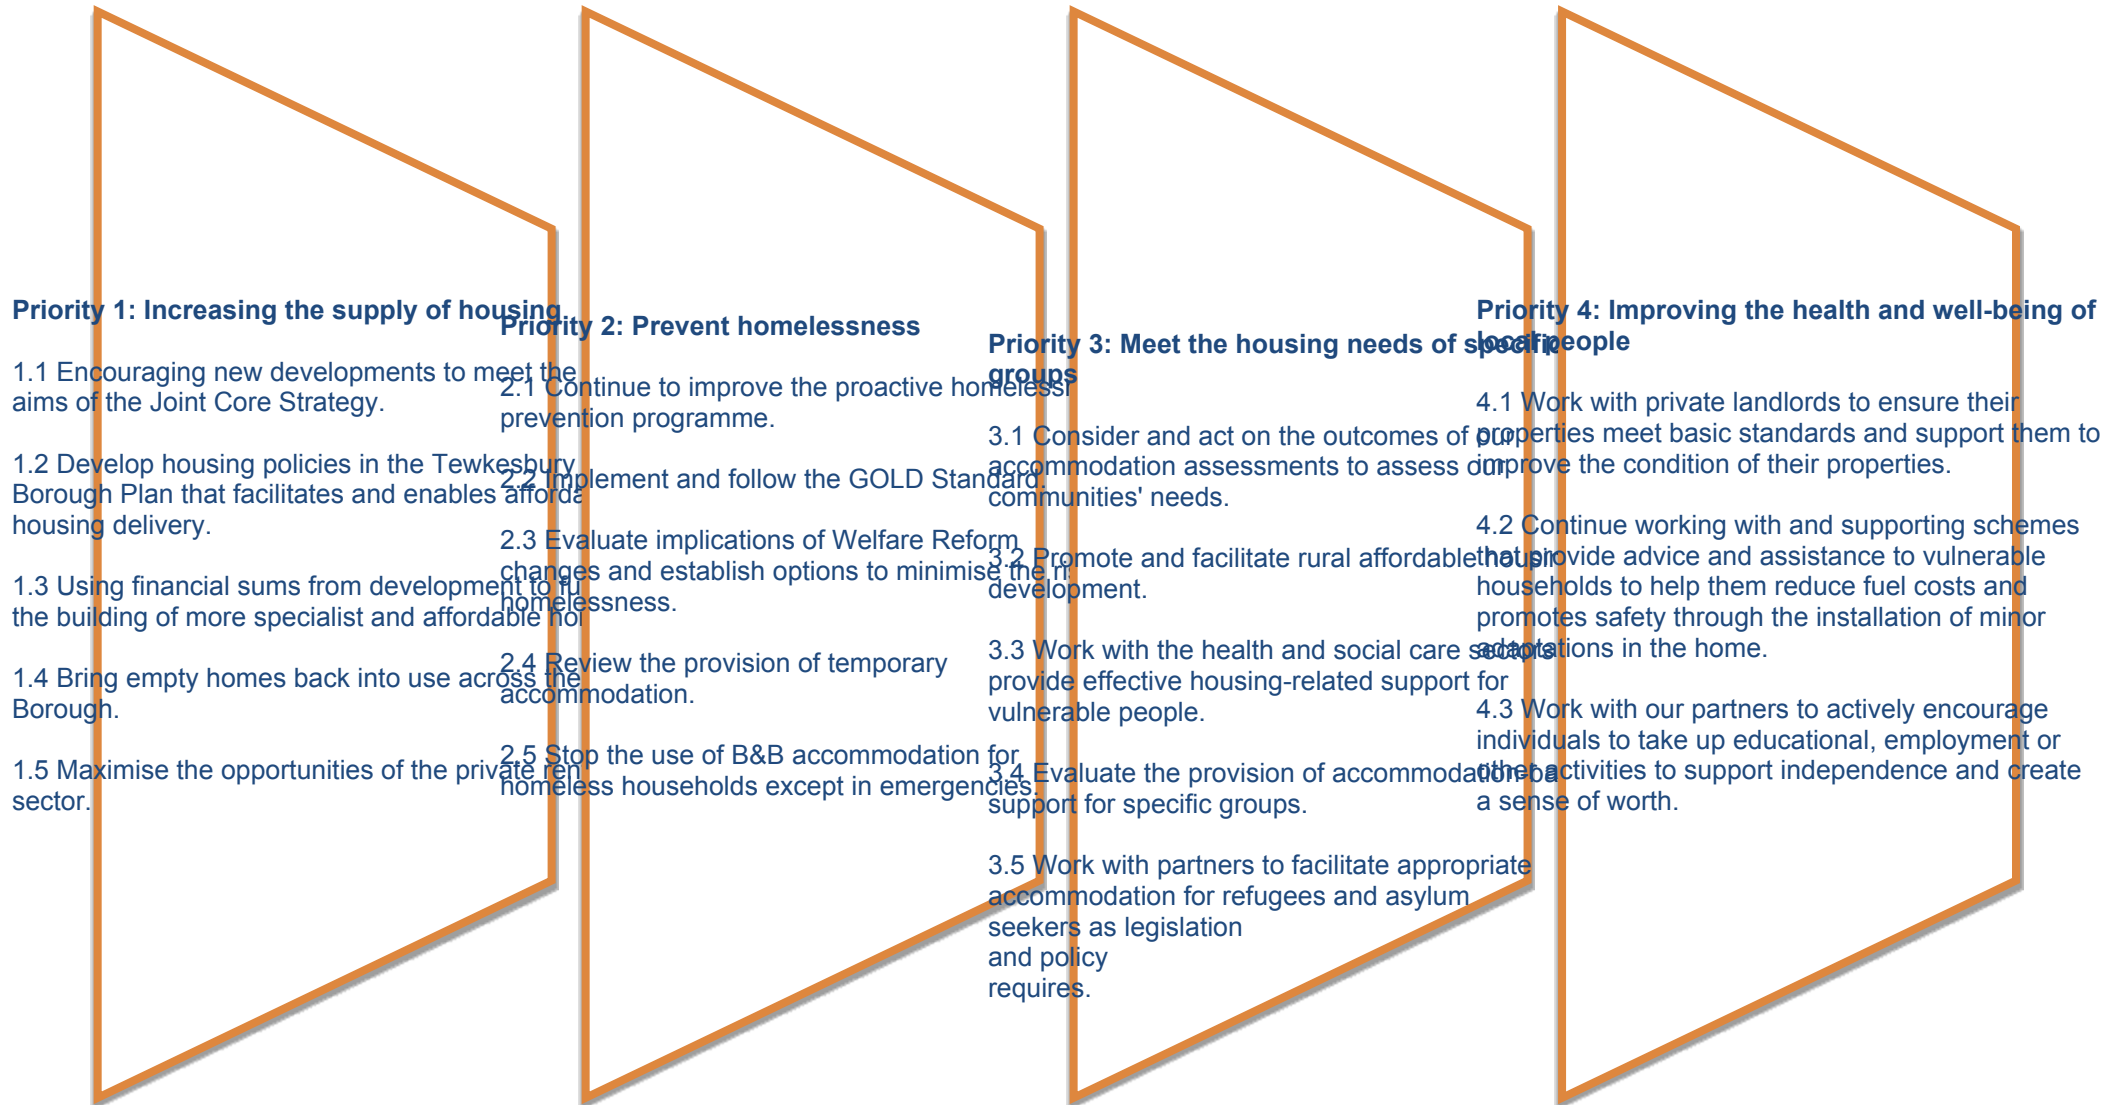 Priority 1: Increasing the supply of housing
1.1 Encouraging new developments to meet the
aims of the Joint Core Strategy.
1.2 Develop housing policies in the Tewkesbury
Borough Plan that facilitates and enables
housing delivery.
1.3 Using financial sums from development to
the building of more specialist and affordable
1.4 Bring empty homes back into use across the
Borough.
1.5 Maximise the opportunities of the private
sector.
Priority 2: Prevent homelessness
2.1 Continue to improve the proactive
prevention programme.
2.2 Implement and follow the GOLD Standard.
2.3 Evaluate implications of Welfare Reform
changes and establish options to minimise the
homelessness.
2.4 Review the provision of temporary
accommodation.
2.5 Stop the use of B&B accommodation for
homeless households except in emergencies.
Priority 3: Meet the housing needs of specific
groups
3.1 Consider and act on the outcomes of our
accommodation assessments to assess our
communities' needs.
3.2 Promote and facilitate rural affordable
development.
3.3 Work with the health and social care sectors
provide effective housing-related support for
vulnerable people.
3.4 Evaluate the provision of
support for specific groups.
3.5 Work with partners to facilitate appropriate
accommodation for refugees and asylum
seekers as legislation
and policy
requires.
Priority 4: Improving the health and well-being of
local people
4.1 Work with private landlords to ensure their
properties meet basic standards and support them to
improve the condition of their properties.
4.2 Continue working with and supporting schemes
that provide advice and assistance to vulnerable
households to help them reduce fuel costs and
promotes safety through the installation of minor
adaptations in the home.
4.3 Work with our partners to actively encourage
individuals to take up educational, employment or
other activities to support independence and create
a sense of worth.